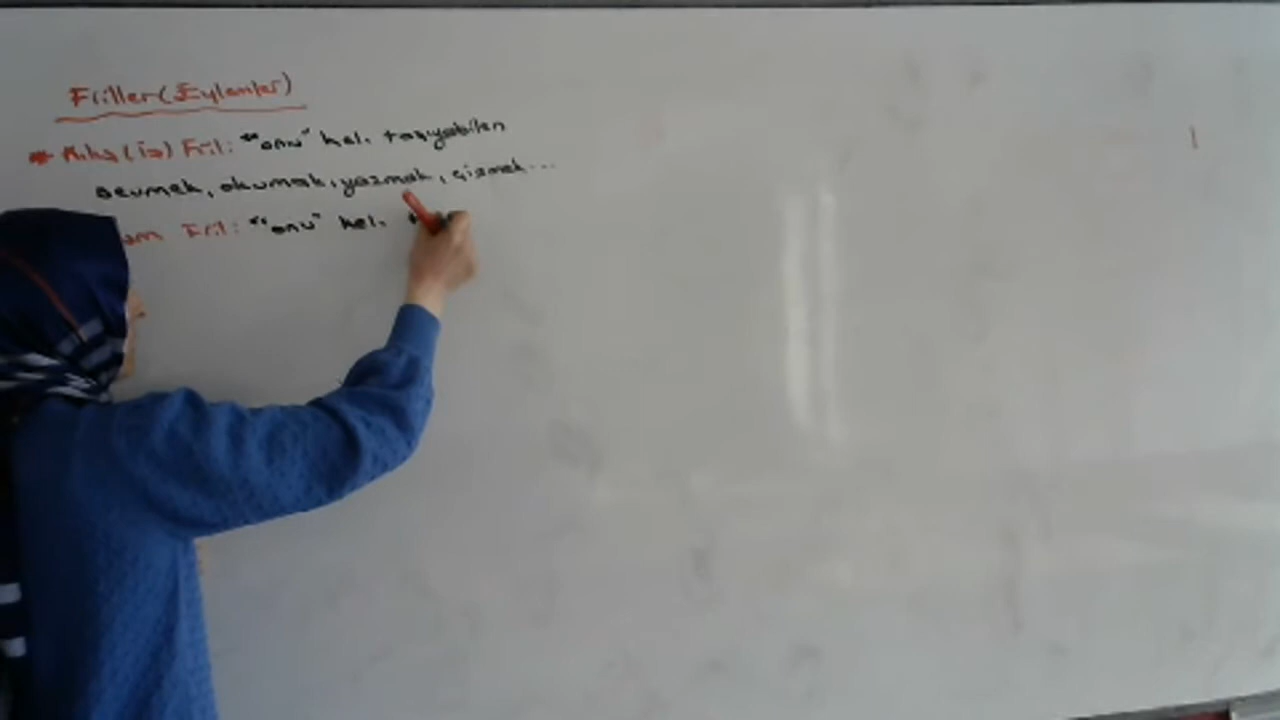 Fiiller (Eylemler)
* Kılış (iş) Fiil: "onu" kel. taşıyabilen
sevmek, okumak, yazmak, çizmek...
Fiil: "onu" kel.